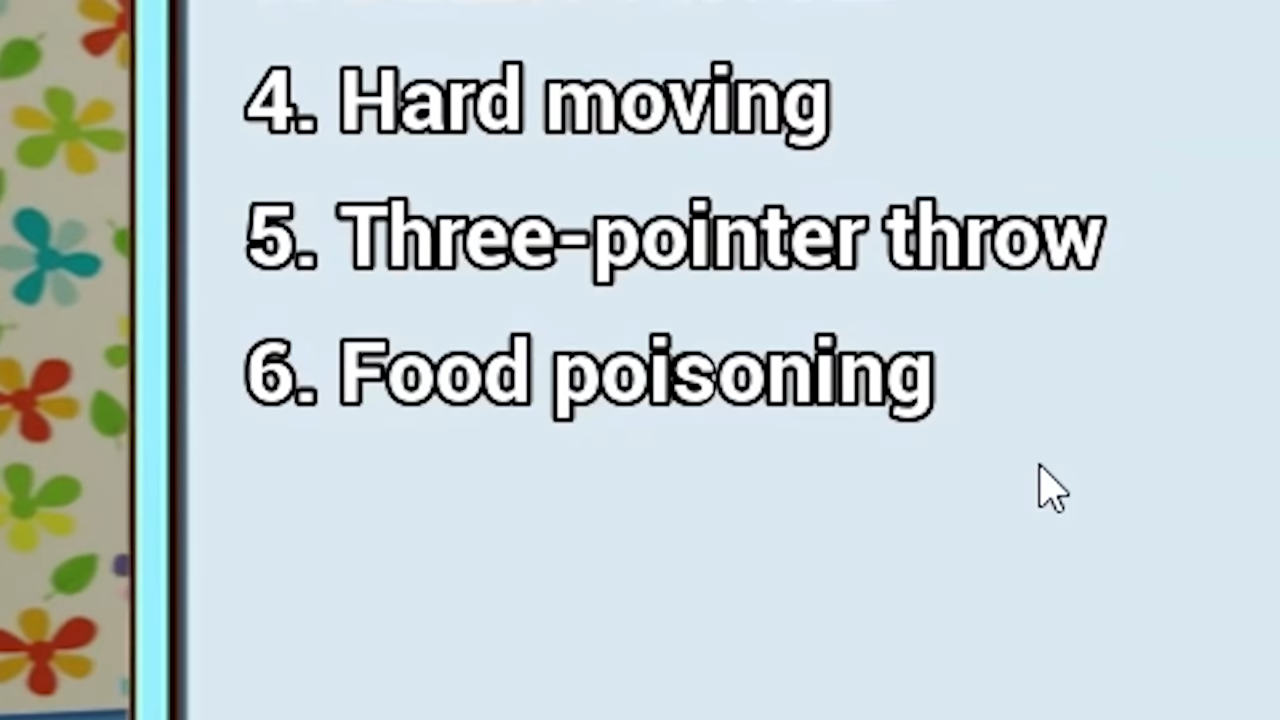 4. Hard moving
5. Three-pointer throw
6. Food poisoning